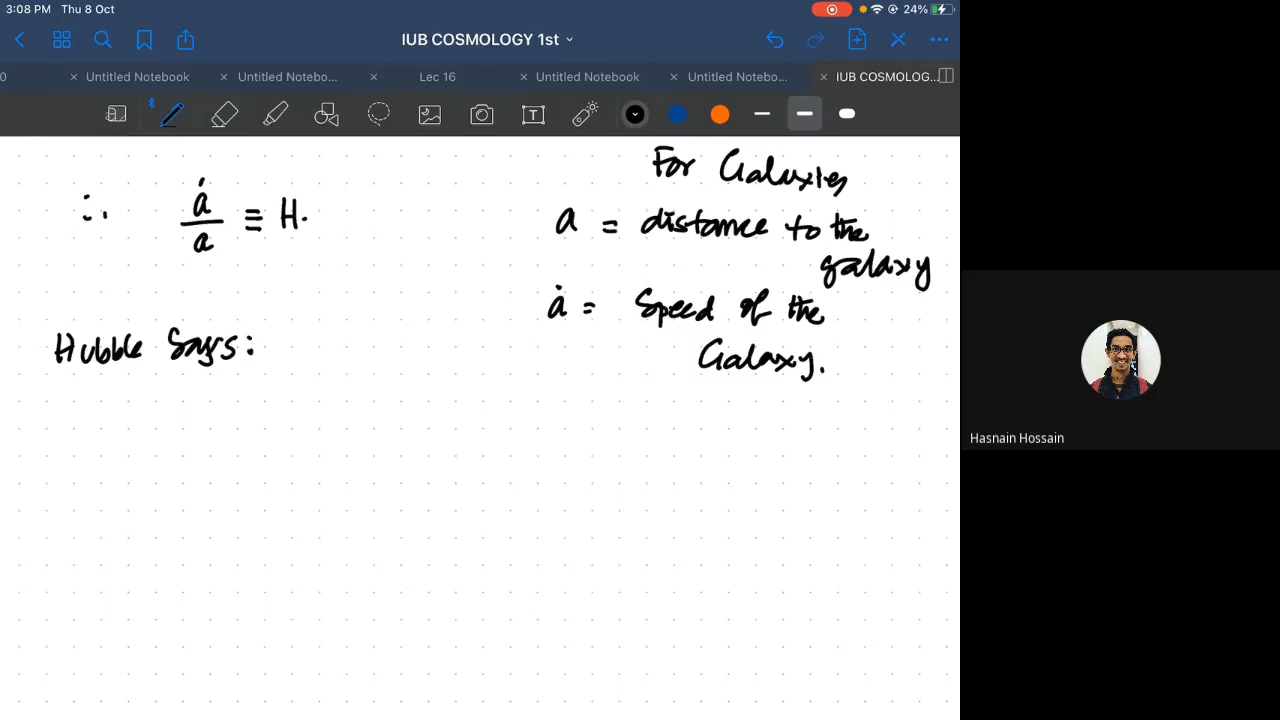 3:08 PM Thu 8 Oct
24%
IUB COSMOLOGY 1st
0
Untitled Notebook
Untitled Notebo...
Lec 16
Untitled Notebook
Untitled Notebo...
IUB COSMOLOG...
T
∴ ȧ/a ≡ H.
For Galaxies
a = distance to the
galaxy
ȧ = Speed of the
Galaxy.
Hubble Says:
Hasnain Hossain